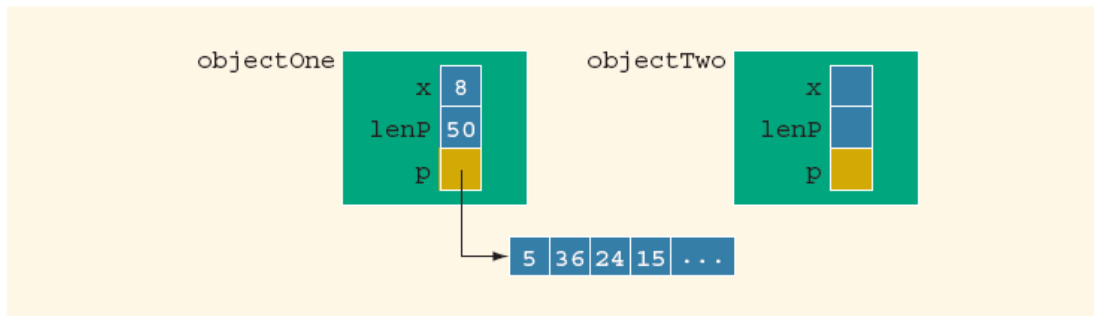 objectOne objectTwo
x 8 x
lenP 50 lenP
p p
5 36 24 15 ...